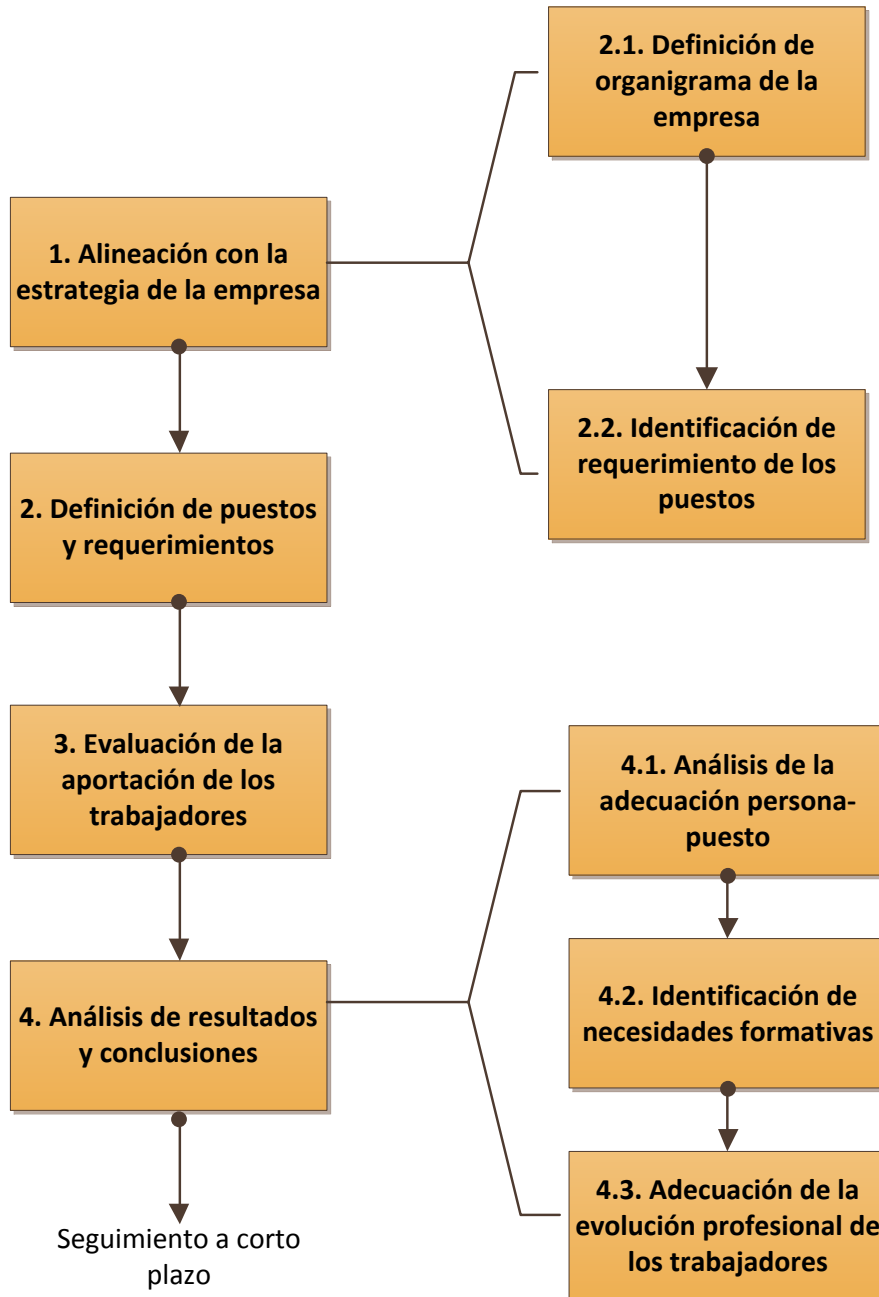 2.1. Definición de
organigrama de la
empresa
1. Alineación con la
estrategia de la empresa
2.2. Identificación de
requerimiento de los
puestos
2. Definición de puestos
y requerimientos
3. Evaluación de la
aportación de los
trabajadores
4.1. Análisis de la
adecuación persona-
puesto
4. Análisis de resultados
y conclusiones
4.2. Identificación de
necesidades formativas
4.3. Adecuación de la
evolución profesional de
los trabajadores
Seguimiento a corto
plazo